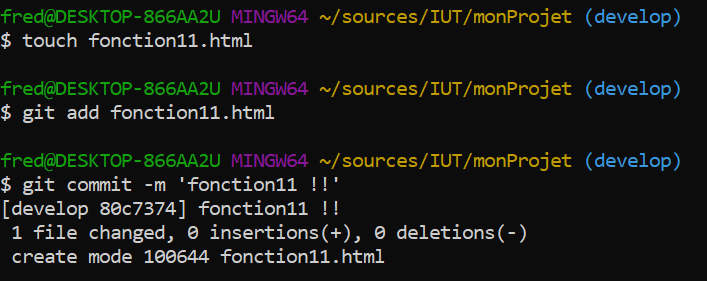 fred@DESKTOP-866AA2U MINGW64 ~/sources/IUT/monProjet (develop)
$ touch fonction11.html
fred@DESKTOP-866AA2U MINGW64 ~/sources/IUT/monProjet (develop)
$ git add fonction11.html
fred@DESKTOP-866AA2U MINGW64 ~/sources/IUT/monProjet (develop)
$ git commit -m 'fonction11 !!'
[develop 80c7374] fonction11 !!
 1 file changed, 0 insertions(+), 0 deletions(-)
 create mode 100644 fonction11.html